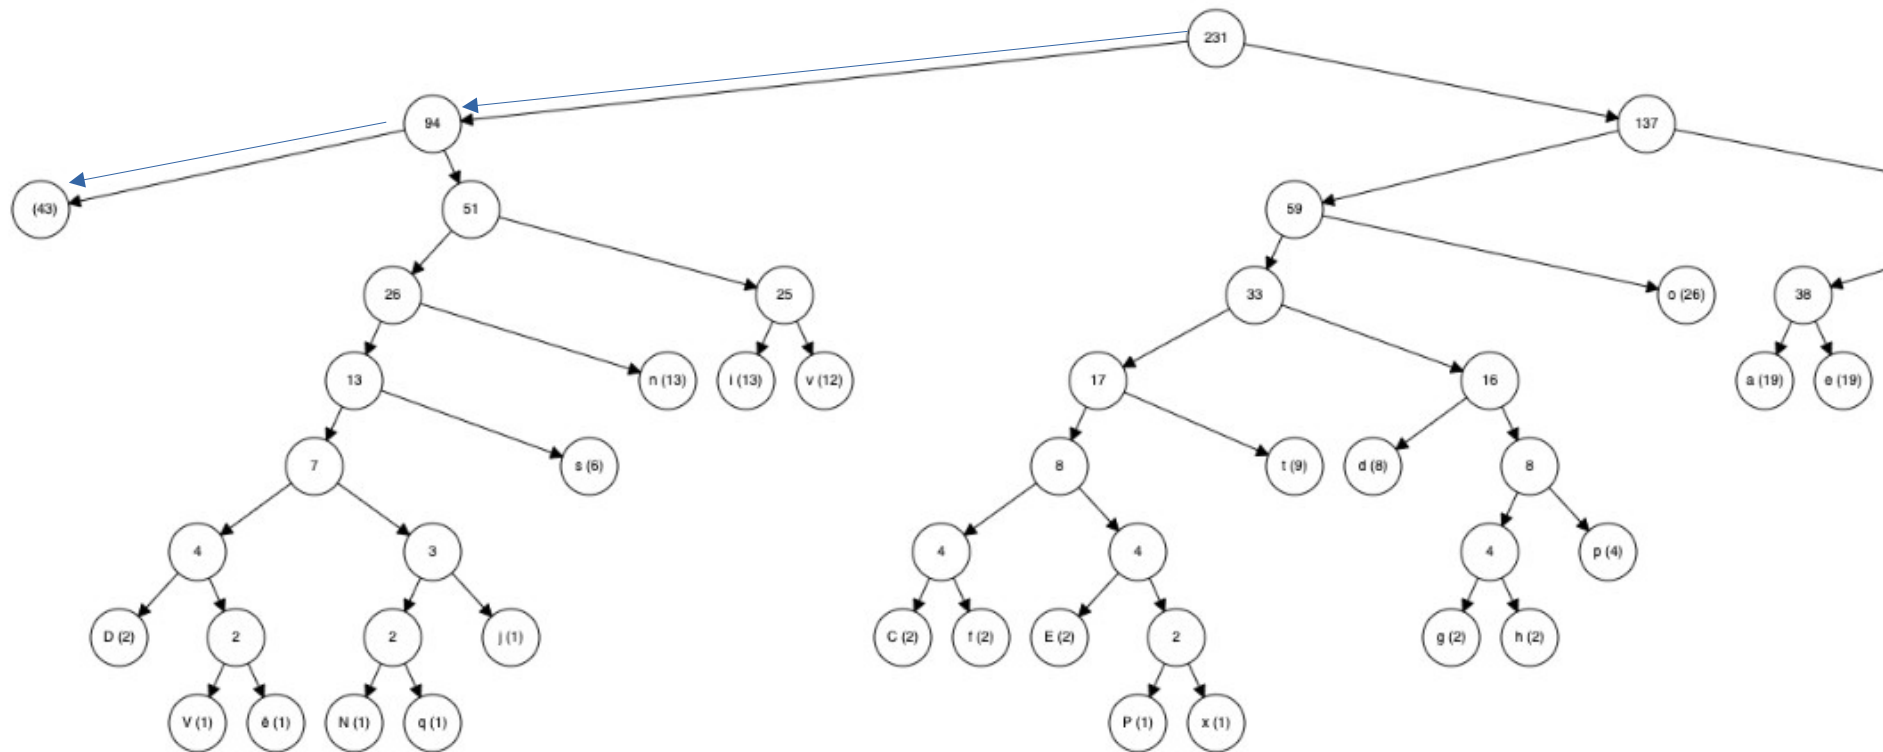 231
94
137
(43)
51
59
26
25
33
o (26)
38
13
n (13)
i (13)
v (12)
17
16
a (19)
e (19)
7
s (6)
8
t (9)
d (8)
8
4
3
4
4
4
p (4)
D (2)
2
2
j (1)
C (2)
f (2)
E (2)
2
g (2)
h (2)
V (1)
N (1)
q (1)
P (1)
x (1)